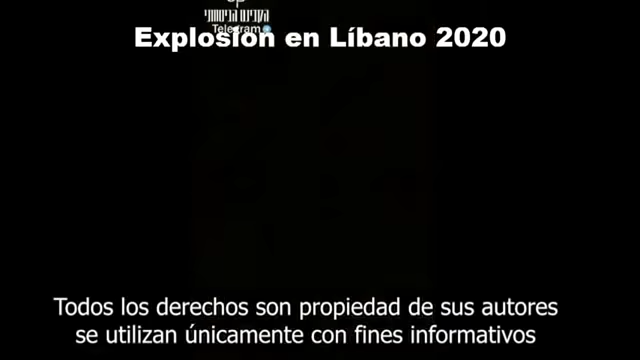 Telegram
Explosión en Líbano 2020
Todos los derechos son propiedad de sus autores
se utilizan únicamente con fines informativos